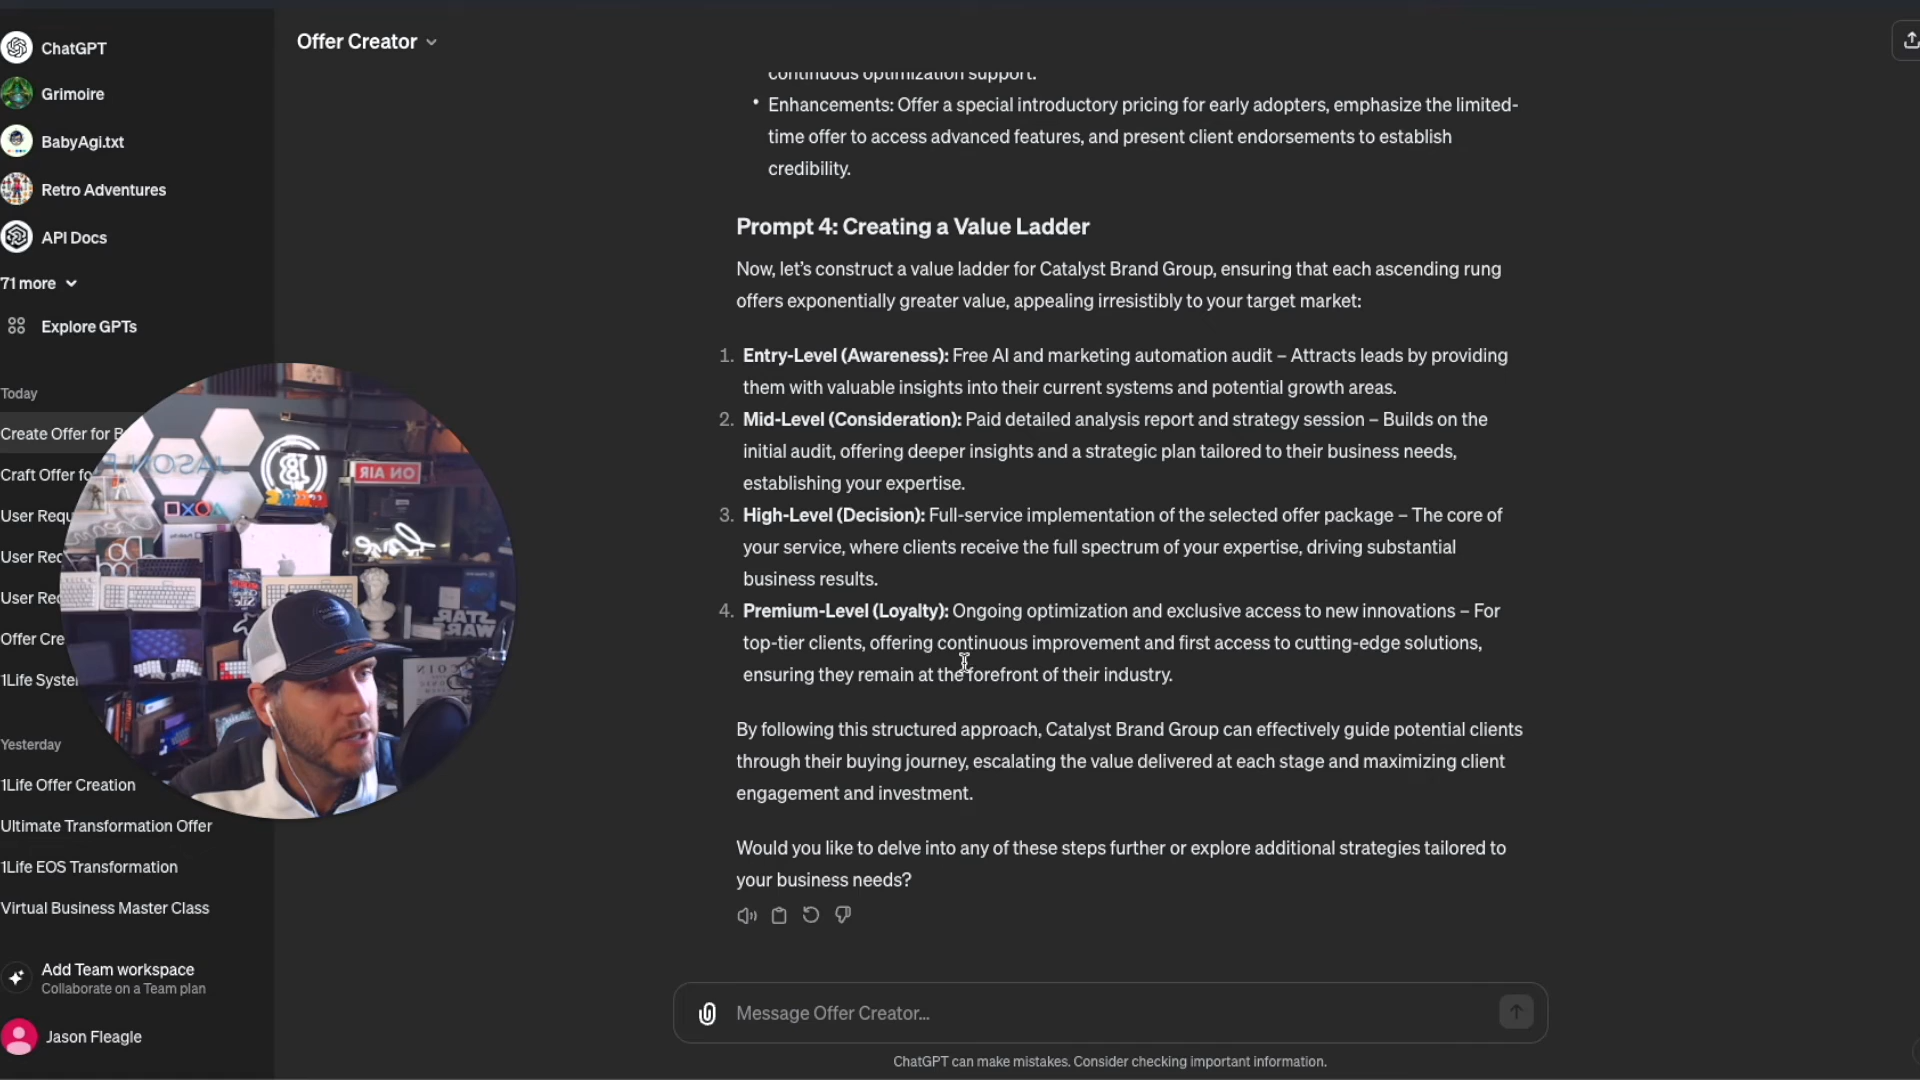 ChatGPT
Grimoire
BabyAgi.txt
Retro Adventures
API Docs
71 more
Explore GPTs
Today
Create Offer for B
Craft Offer fo
User Requ
User Rec
User Rec
Offer Cre
1Life Syste
Yesterday
1Life Offer Creation
Ultimate Transformation Offer
1Life EOS Transformation
Virtual Business Master Class
Add Team workspace
Collaborate on a Team plan
Jason Fleagle
JASON F
ON AIR
STAR
WARS
Offer Creator
continuous optimization support.
• Enhancements: Offer a special introductory pricing for early adopters, emphasize the limited-
time offer to access advanced features, and present client endorsements to establish
credibility.
Prompt 4: Creating a Value Ladder
Now, let’s construct a value ladder for Catalyst Brand Group, ensuring that each ascending rung
offers exponentially greater value, appealing irresistibly to your target market:
1. Entry-Level (Awareness): Free AI and marketing automation audit – Attracts leads by providing
them with valuable insights into their current systems and potential growth areas.
2. Mid-Level (Consideration): Paid detailed analysis report and strategy session – Builds on the
initial audit, offering deeper insights and a strategic plan tailored to their business needs,
establishing your expertise.
3. High-Level (Decision): Full-service implementation of the selected offer package – The core of
your service, where clients receive the full spectrum of your expertise, driving substantial
business results.
4. Premium-Level (Loyalty): Ongoing optimization and exclusive access to new innovations – For
top-tier clients, offering continuous improvement and first access to cutting-edge solutions,
ensuring they remain at the forefront of their industry.
By following this structured approach, Catalyst Brand Group can effectively guide potential clients
through their buying journey, escalating the value delivered at each stage and maximizing client
engagement and investment.
Would you like to delve into any of these steps further or explore additional strategies tailored to
your business needs?
Message Offer Creator...
ChatGPT can make mistakes. Consider checking important information.